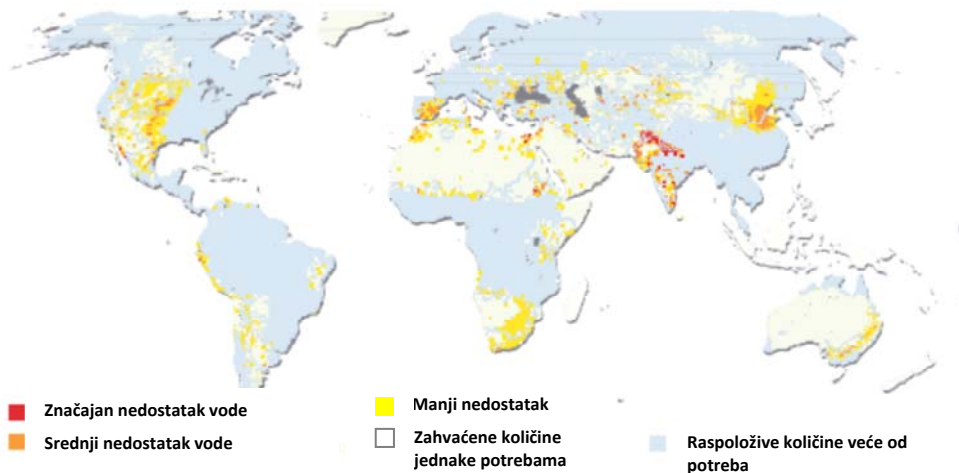 Značajan nedostatak vode
Srednji nedostatak vode
Manji nedostatak
Zahvaćene količine
jednake potrebama
Raspoložive količine veće od
potreba